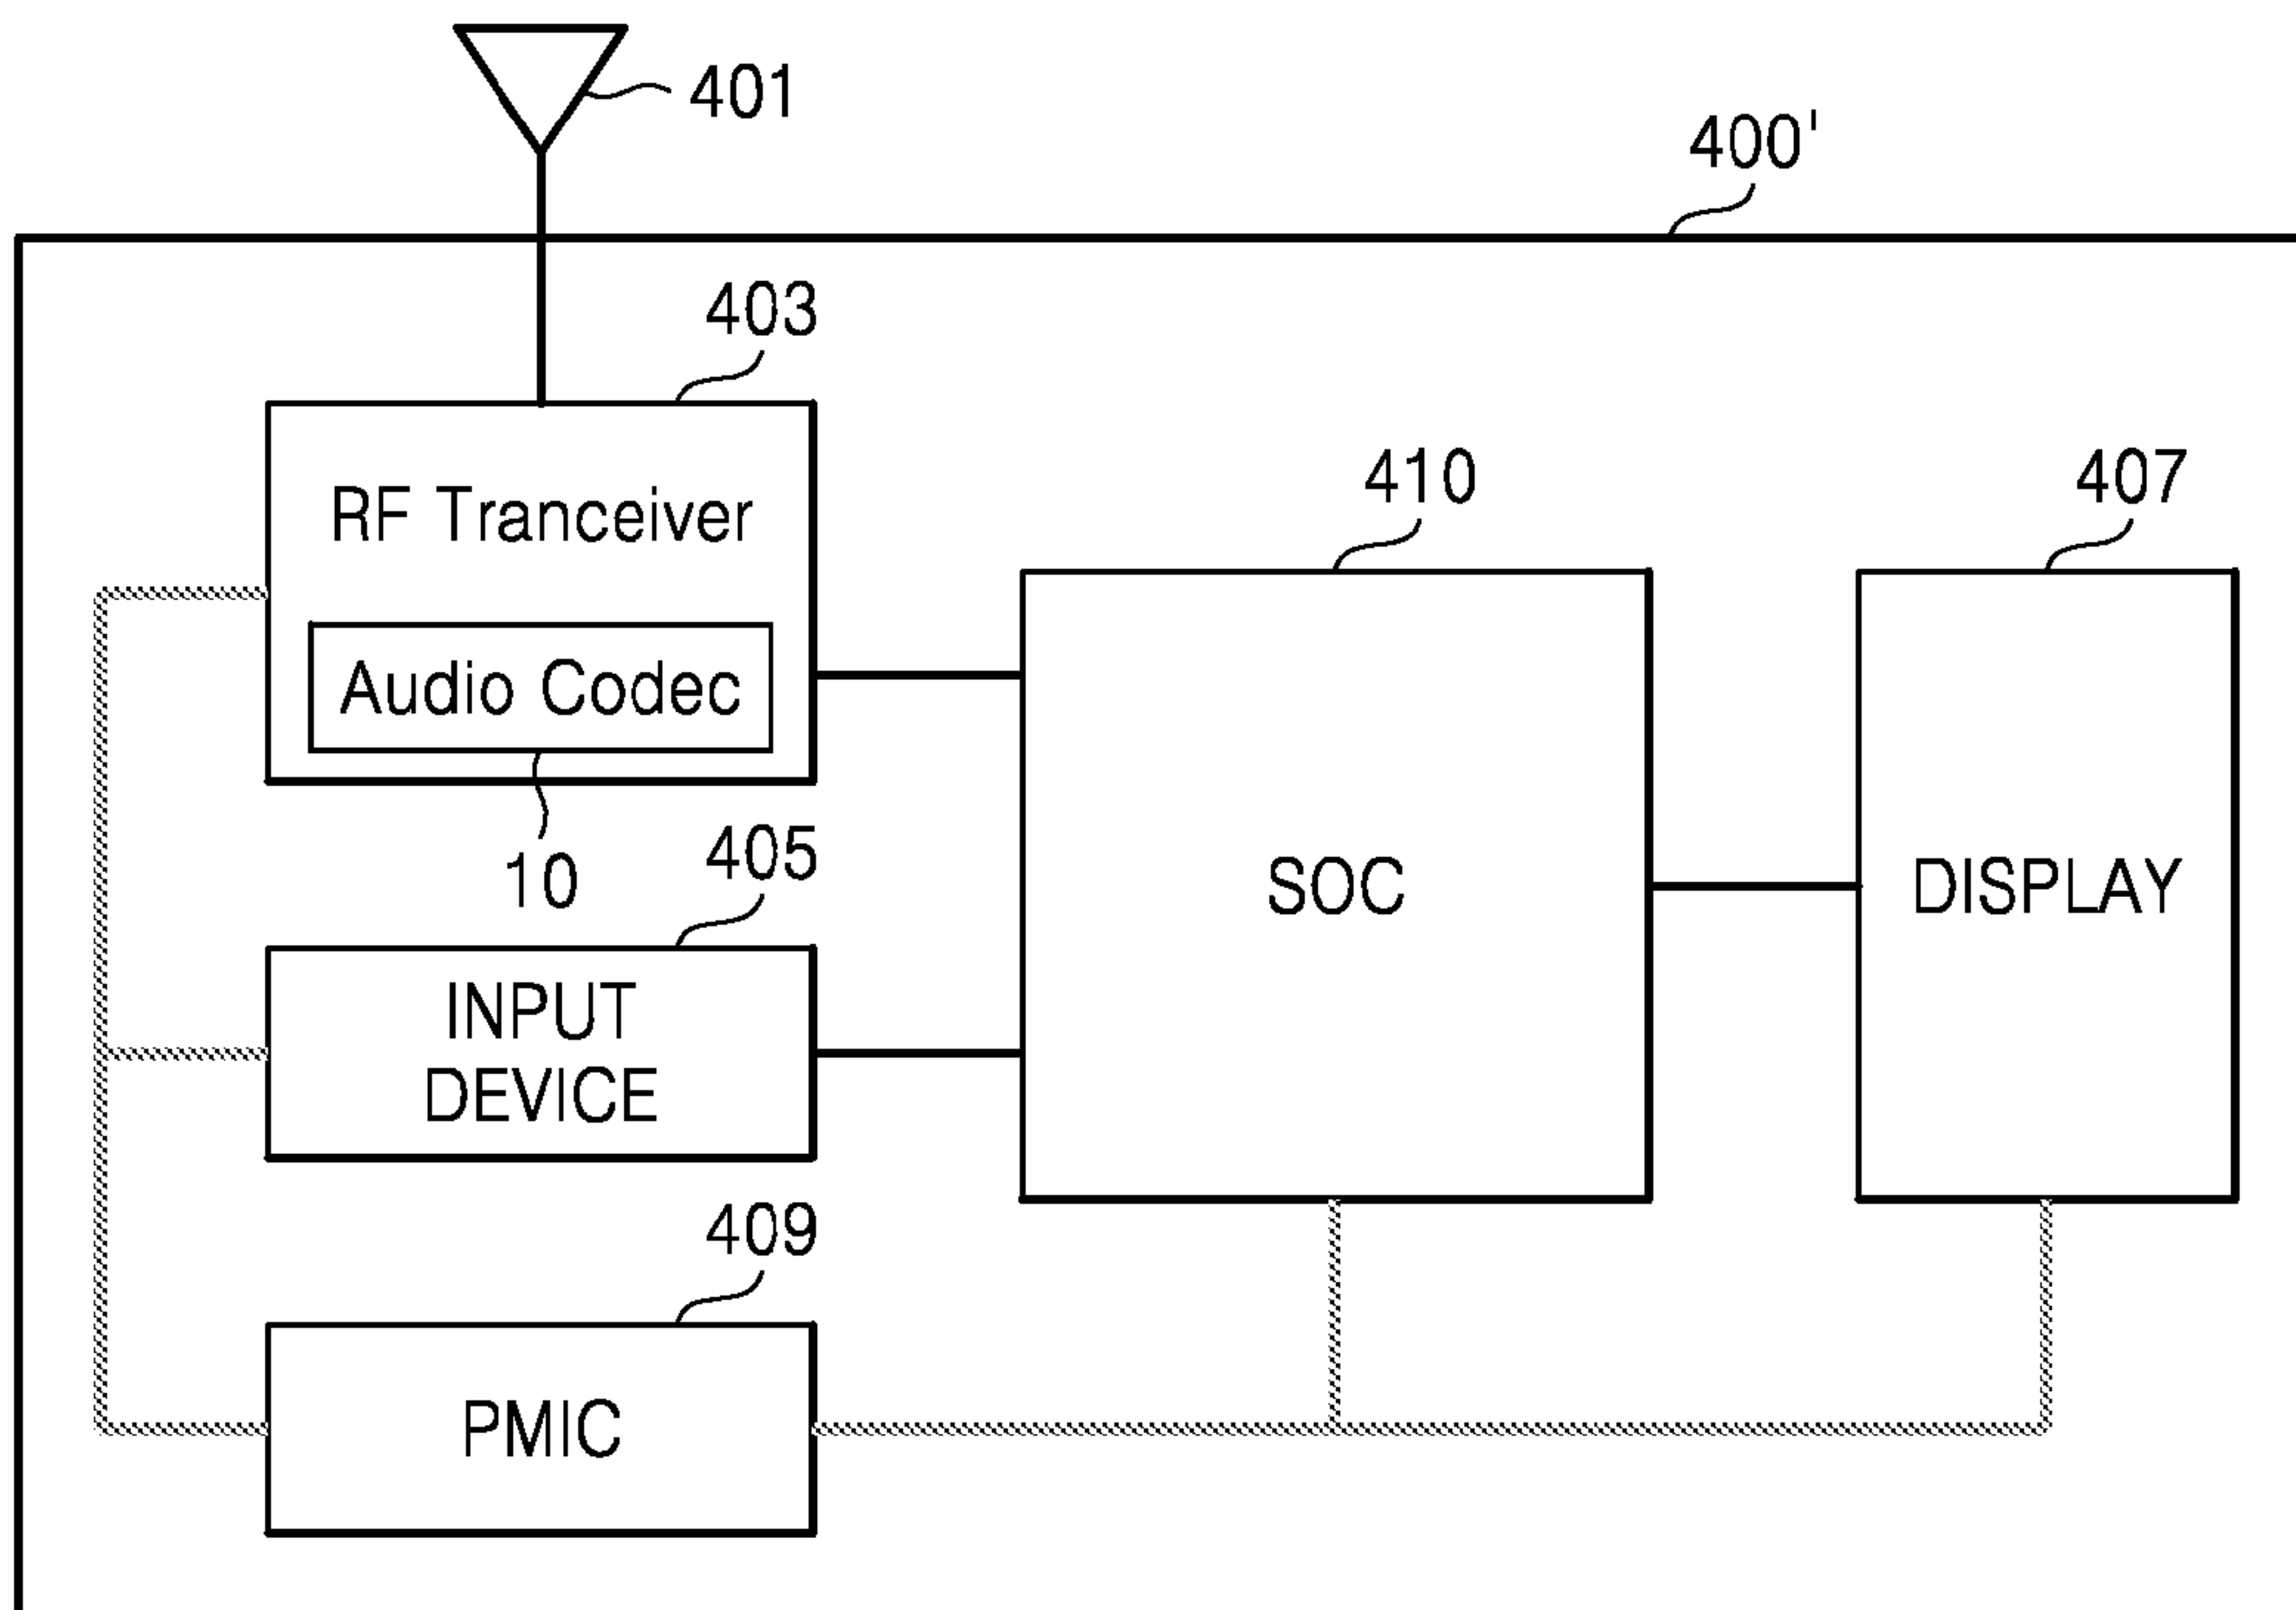 401
400'
403
RF Tranceiver
Audio Codec
10
410
SOC
407
DISPLAY
405
INPUT
DEVICE
409
PMIC